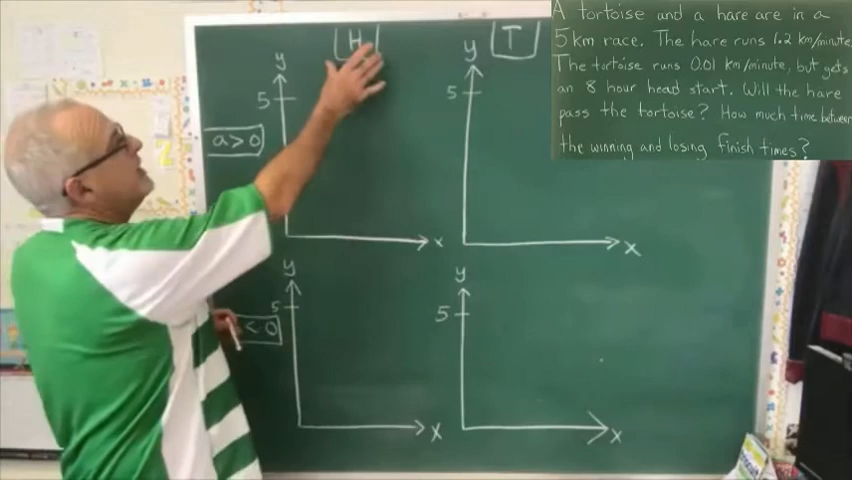 A tortoise and a hare are in a
5 km race. The hare runs 1.2 km/minute.
The tortoise runs 0.01 km/minute, but gets
an 8 hour head start. Will the hare
pass the tortoise? How much time between
the winning and losing finish times?
H
T
y
y
5
5
a>0
x
x
y
y
5
5
< 0
x
x